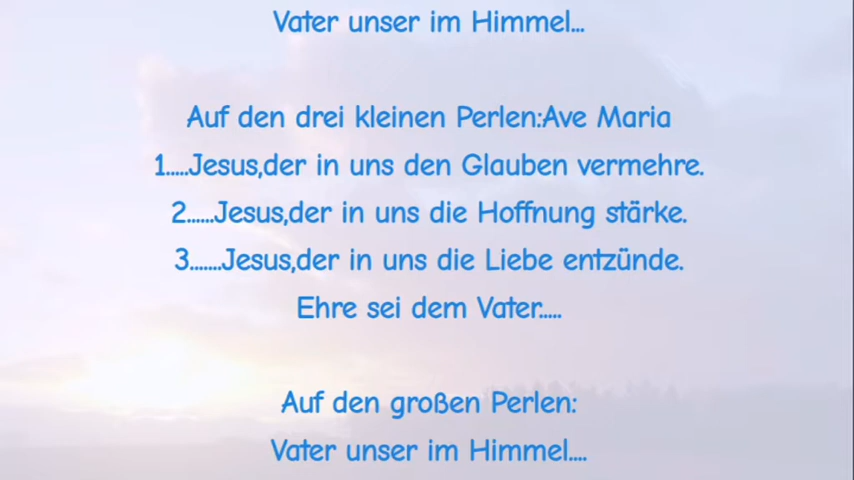 Vater unser im Himmel...
Auf den drei kleinen Perlen:Ave Maria
1.....Jesus,der in uns den Glauben vermehre.
2......Jesus,der in uns die Hoffnung stärke.
3.......Jesus,der in uns die Liebe entzünde.
Ehre sei dem Vater.....
Auf den großen Perlen:
Vater unser im Himmel....